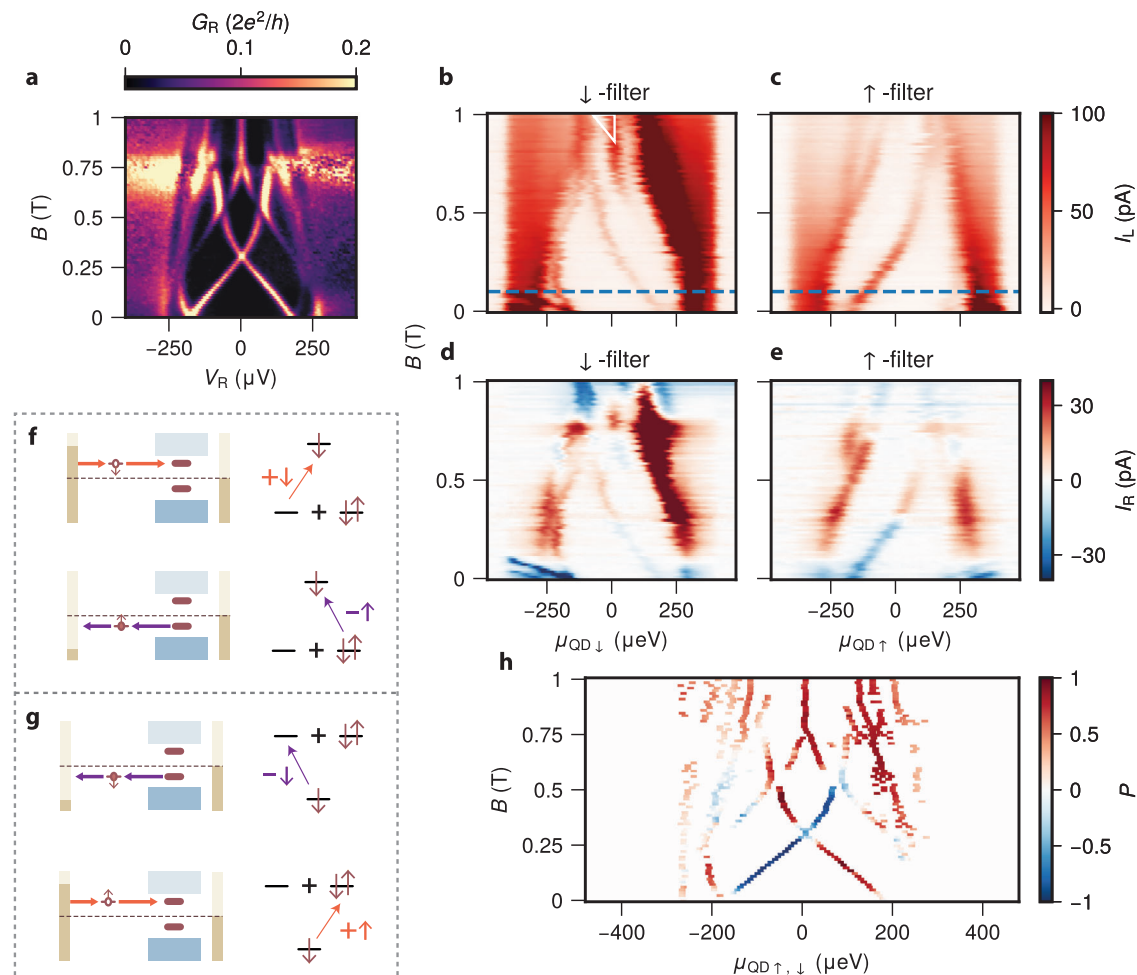 G_R (2e²/h)
0 0.1 0.2
a
B (T)
1
0.75
0.5
0.25
0
−250 0 250
V_R (µV)
b
↓ -filter
1
0.5
0
c
↑ -filter
100
50
0
I_L (pA)
B (T)
d
↓ -filter
1
0.5
0
−250 0 250
µ_QD↓ (µeV)
e
↑ -filter
30
0
−30
I_R (pA)
−250 0 250
µ_QD↑ (µeV)
f
+↓
+
−↑
+
g
+
−↓
+
+↑
h
B (T)
1
0.75
0.5
0.25
0
−400 −200 0 200 400
µ_QD↑,↓ (µeV)
1
0.5
0
−0.5
−1
P